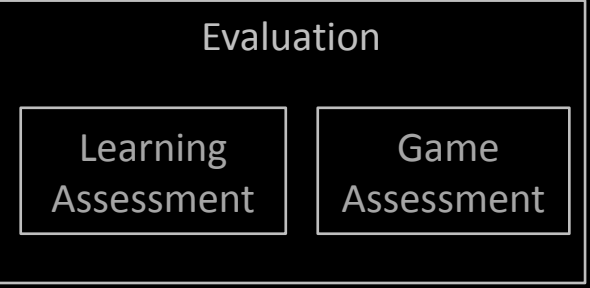 Evaluation
Learning
Assessment
Game
Assessment